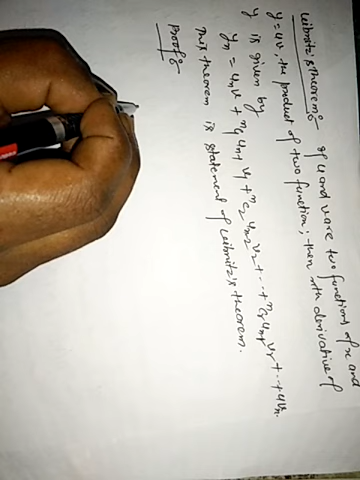 Leibnitz's Theorem:- If u and v are two functions of x and
y = uv, the product of two function; then nth derivative of
y is given by
yn = unv + nc1 un-1 v1 + nc2 un-2 v2 + ... + ncr un-r vr + ... + uvn.
This theorem is statement of Leibnitz's theorem.
Proof:-